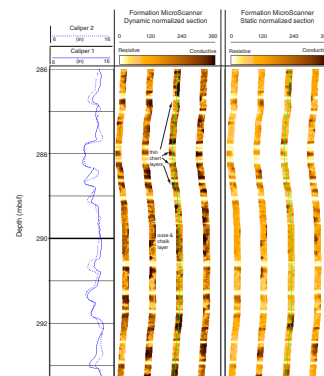 Formation MicroScanner
Dynamic normalized section
Formation MicroScanner
Static normalized section
Caliper 2
6 (in) 16
Caliper 1
6 (in) 16
Resistive Conductive
Resistive Conductive
0 120 240 360
0 120 240 360
286
288
290
292
Depth (mbsf)
thin
chert
layers
ooze &
chalk
layer